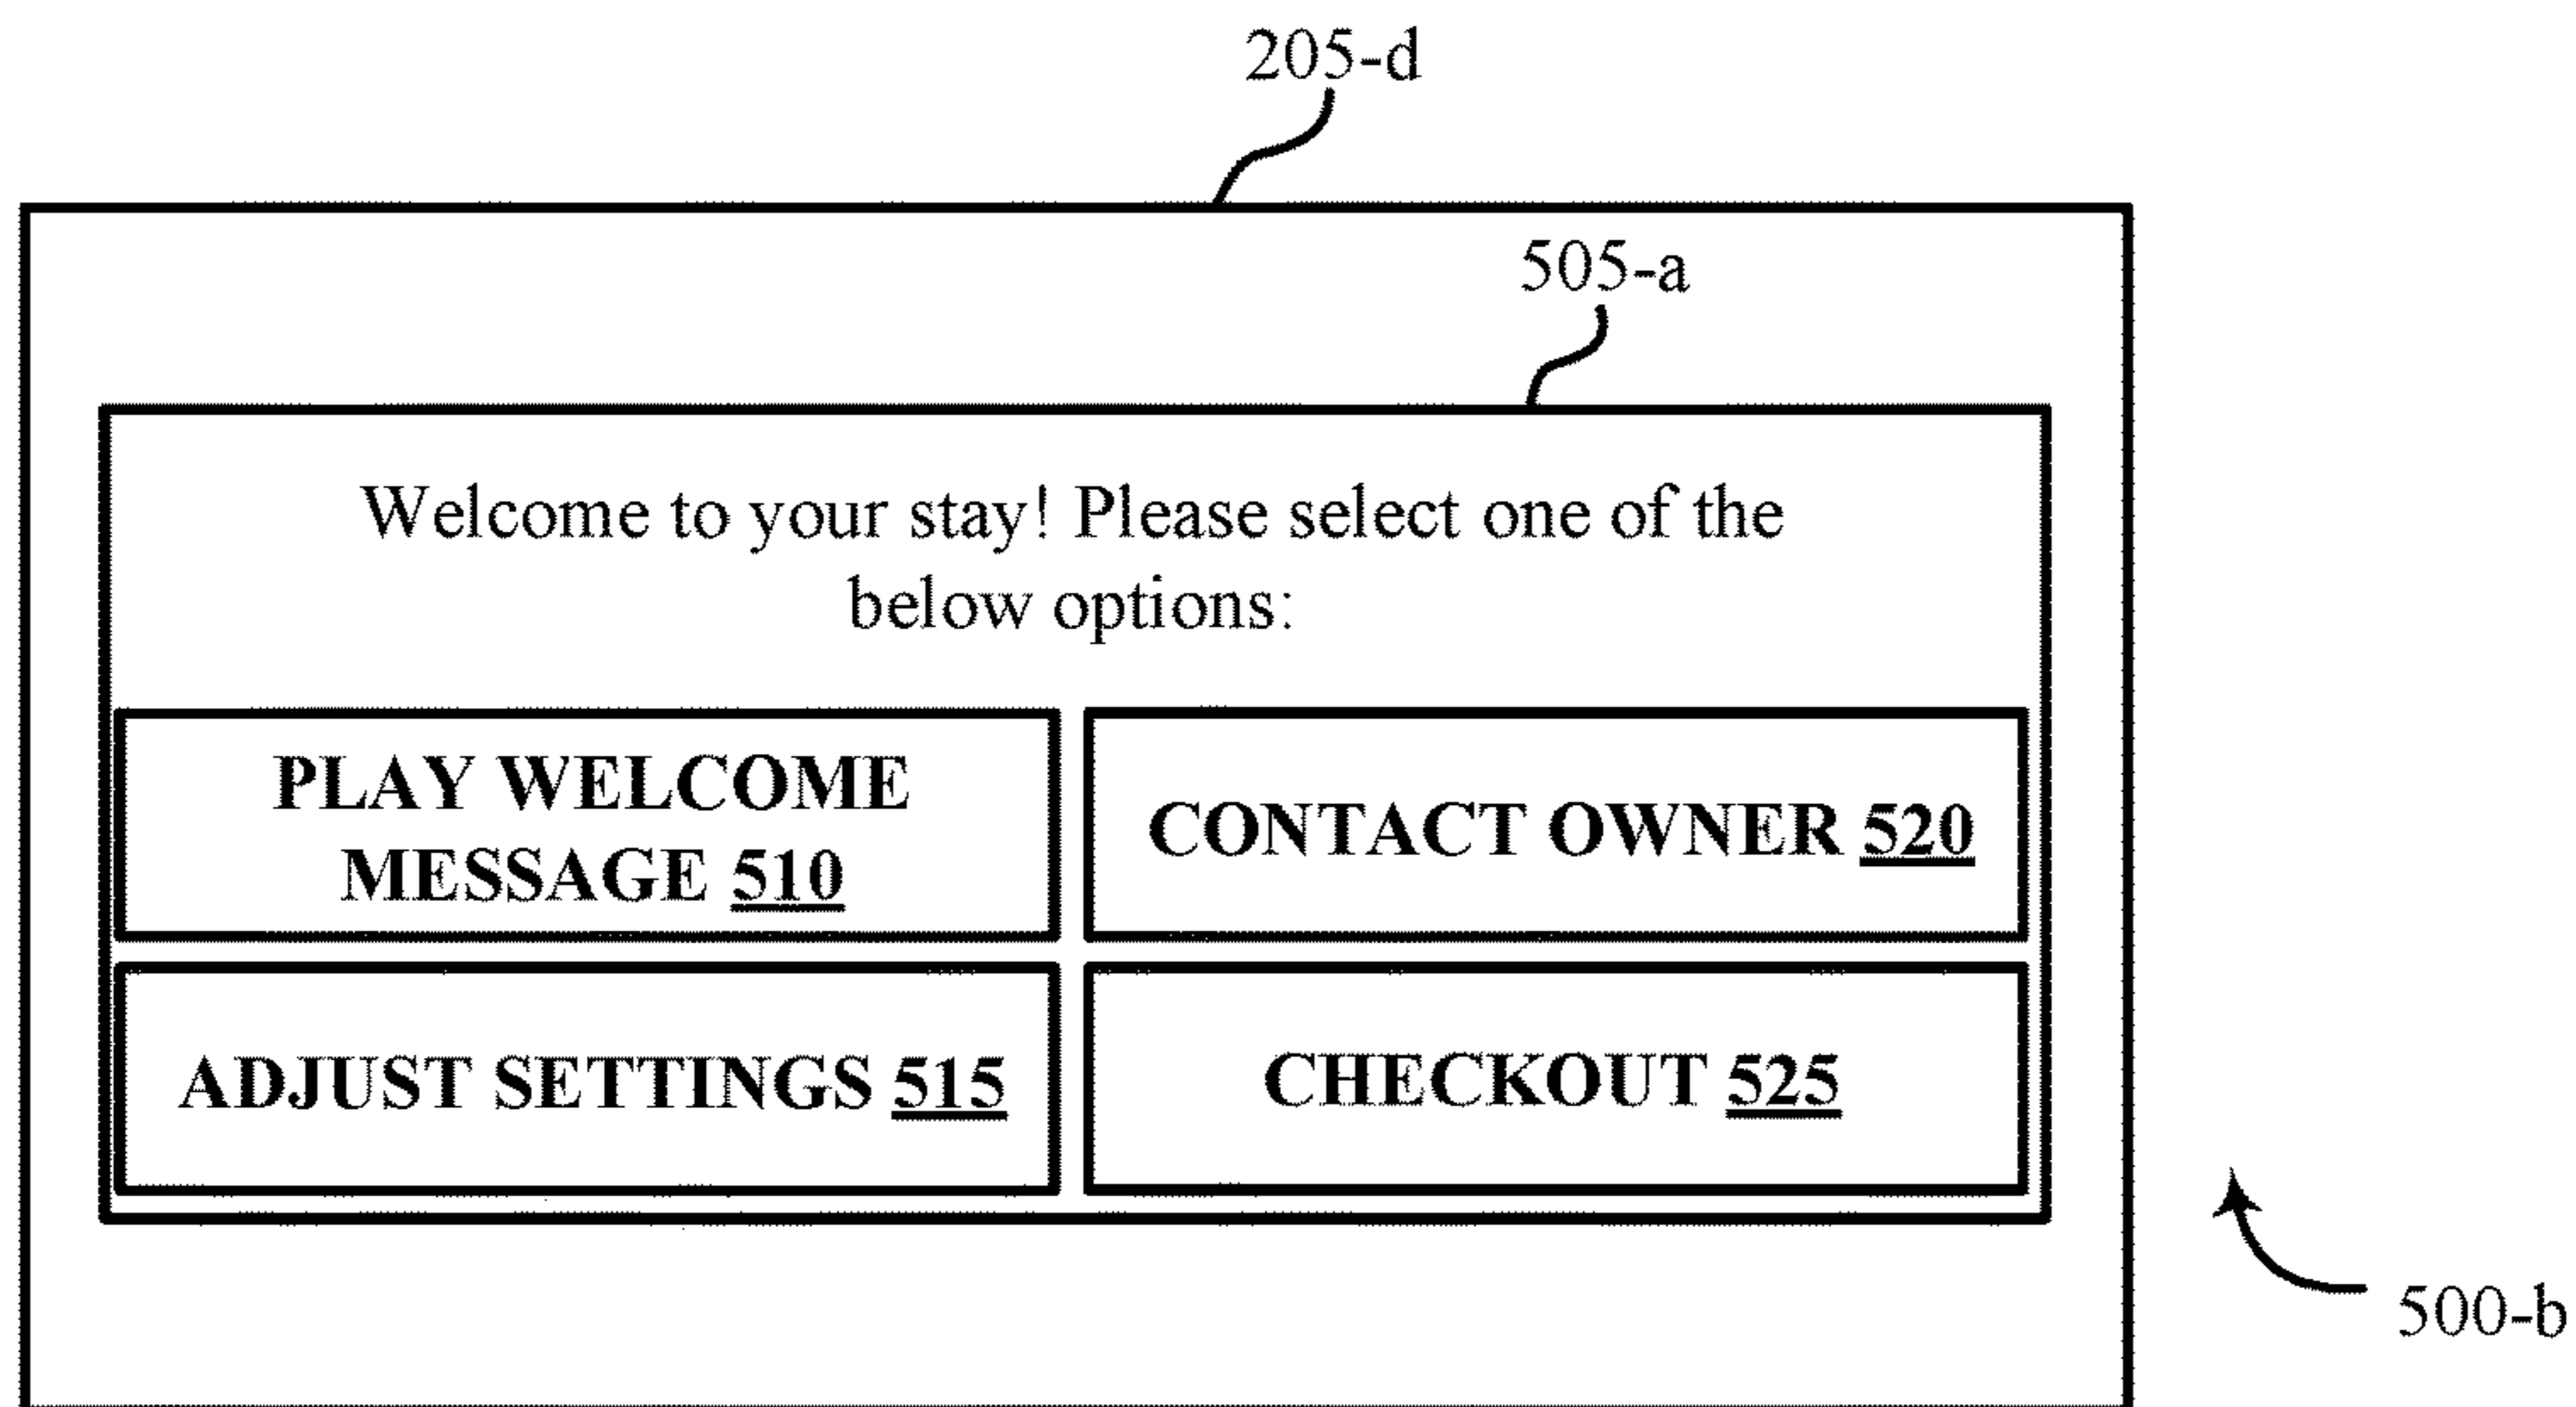 205-d
505-a
Welcome to your stay! Please select one of the
below options:
PLAY WELCOME
MESSAGE 510
CONTACT OWNER 520
ADJUST SETTINGS 515
CHECKOUT 525
500-b